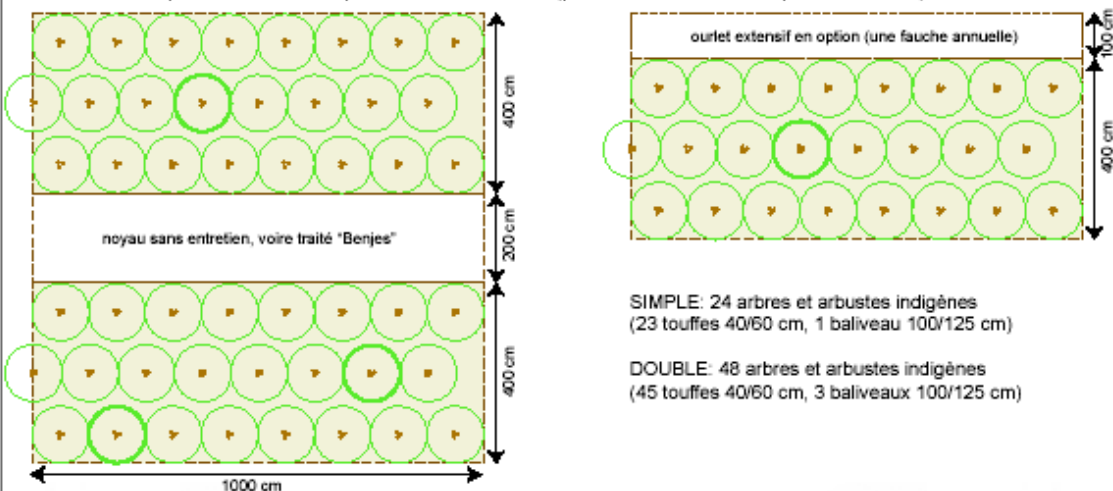 400 cm
noyau sans entretien, voire traité "Benjes"
200 cm
400 cm
1000 cm
ourlet extensif en option (une fauche annuelle)
100 cm
400 cm
SIMPLE: 24 arbres et arbustes indigènes
(23 touffes 40/60 cm, 1 baliveau 100/125 cm)
DOUBLE: 48 arbres et arbustes indigènes
(45 touffes 40/60 cm, 3 baliveaux 100/125 cm)